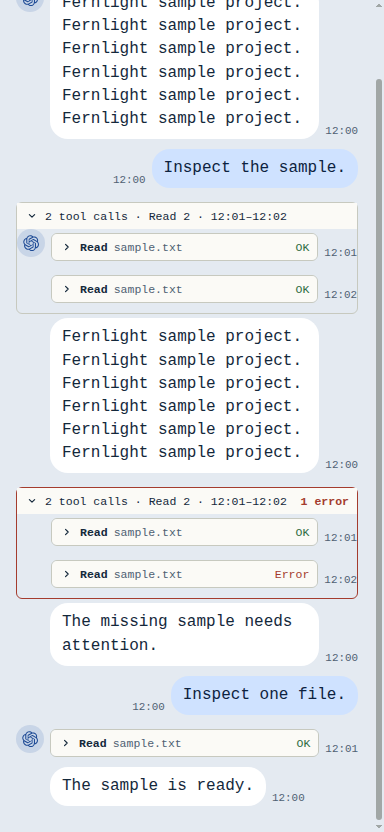 Fernlight sample project.
Fernlight sample project.
Fernlight sample project.
Fernlight sample project.
Fernlight sample project.
Fernlight sample project.
12:00
Inspect the sample.
12:00
2 tool calls · Read 2 · 12:01–12:02
Read sample.txt OK
12:01
Read sample.txt OK
12:02
Fernlight sample project.
Fernlight sample project.
Fernlight sample project.
Fernlight sample project.
Fernlight sample project.
Fernlight sample project.
12:00
2 tool calls · Read 2 · 12:01–12:02 1 error
Read sample.txt OK
12:01
Read sample.txt Error
12:02
The missing sample needs
attention.
12:00
Inspect one file.
12:00
Read sample.txt OK
12:01
The sample is ready.
12:00